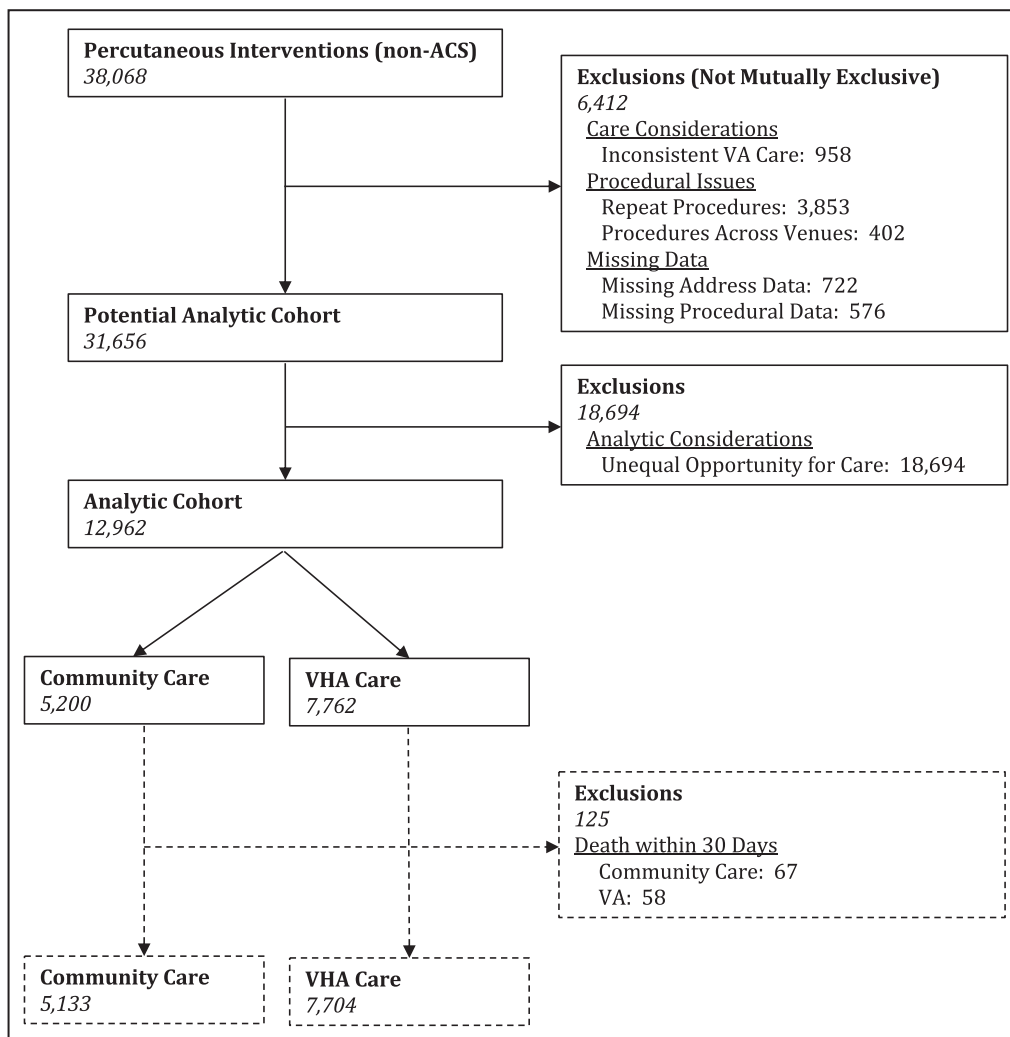 Percutaneous Interventions (non-ACS)
38,068
Exclusions (Not Mutually Exclusive)
6,412
Care Considerations
Inconsistent VA Care: 958
Procedural Issues
Repeat Procedures: 3,853
Procedures Across Venues: 402
Missing Data
Missing Address Data: 722
Missing Procedural Data: 576
Potential Analytic Cohort
31,656
Exclusions
18,694
Analytic Considerations
Unequal Opportunity for Care: 18,694
Analytic Cohort
12,962
Community Care
5,200
VHA Care
7,762
Exclusions
125
Death within 30 Days
Community Care: 67
VA: 58
Community Care
5,133
VHA Care
7,704